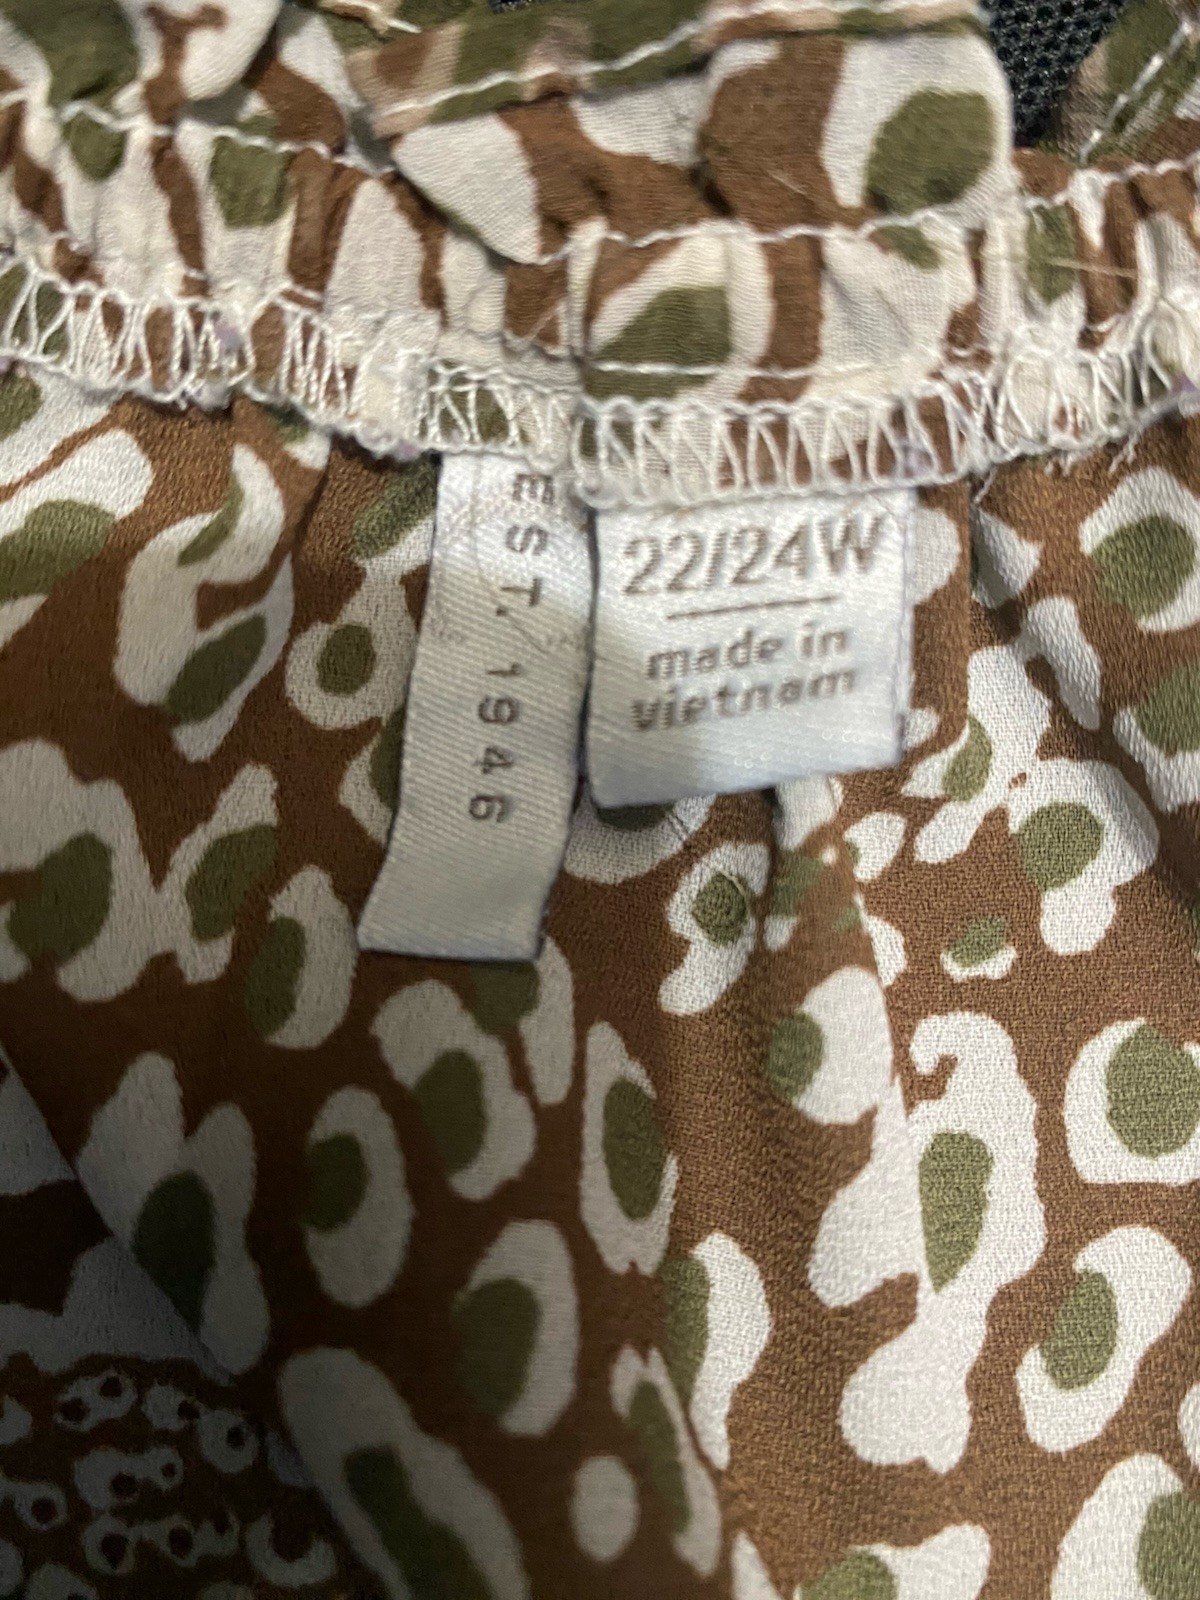 EST. 1946
22/24W
made in
vietnam